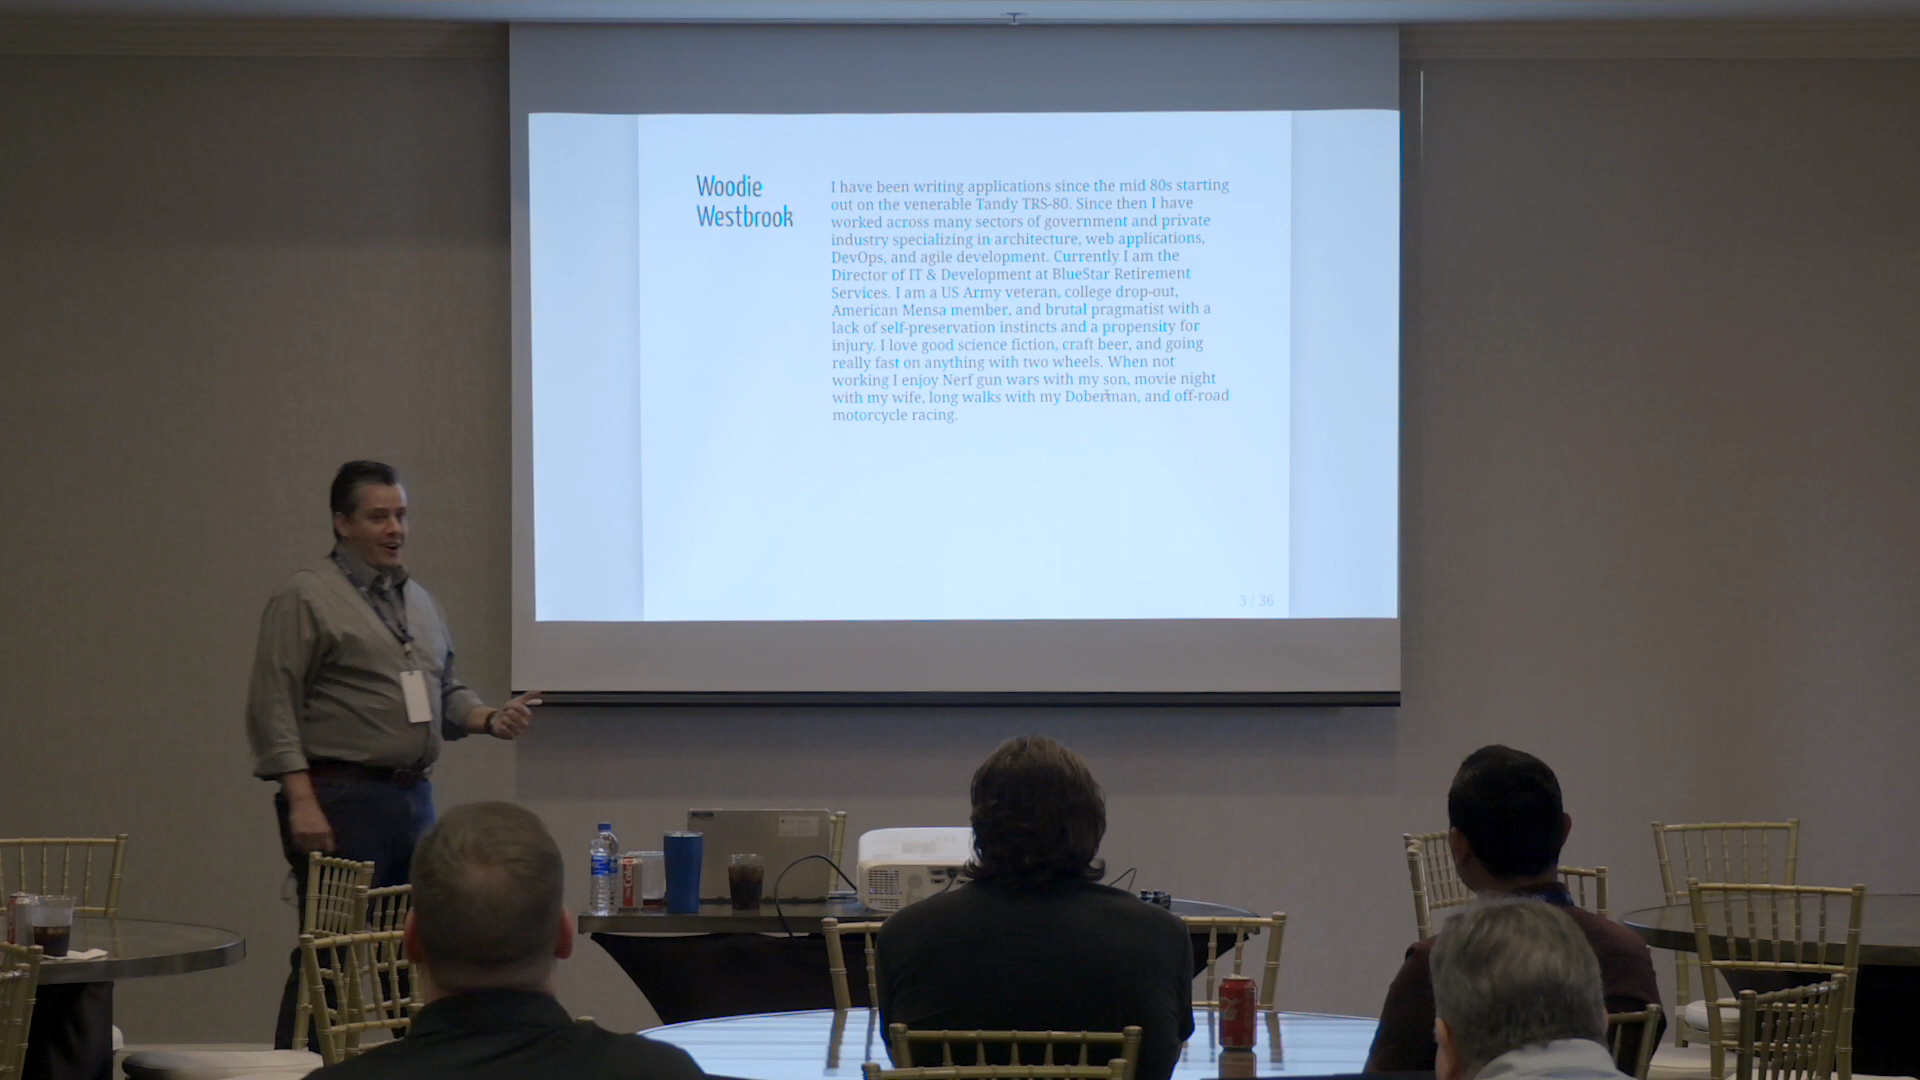 Woodie
Westbrook
I have been writing applications since the mid 80s starting
out on the venerable Tandy TRS-80. Since then I have
worked across many sectors of government and private
industry specializing in architecture, web applications,
DevOps, and agile development. Currently I am the
Director of IT & Development at BlueStar Retirement
Services. I am a US Army veteran, college drop-out,
American Mensa member, and brutal pragmatist with a
lack of self-preservation instincts and a propensity for
injury. I love good science fiction, craft beer, and going
really fast on anything with two wheels. When not
working I enjoy Nerf gun wars with my son, movie night
with my wife, long walks with my Doberman, and off-road
motorcycle racing.
3 / 36